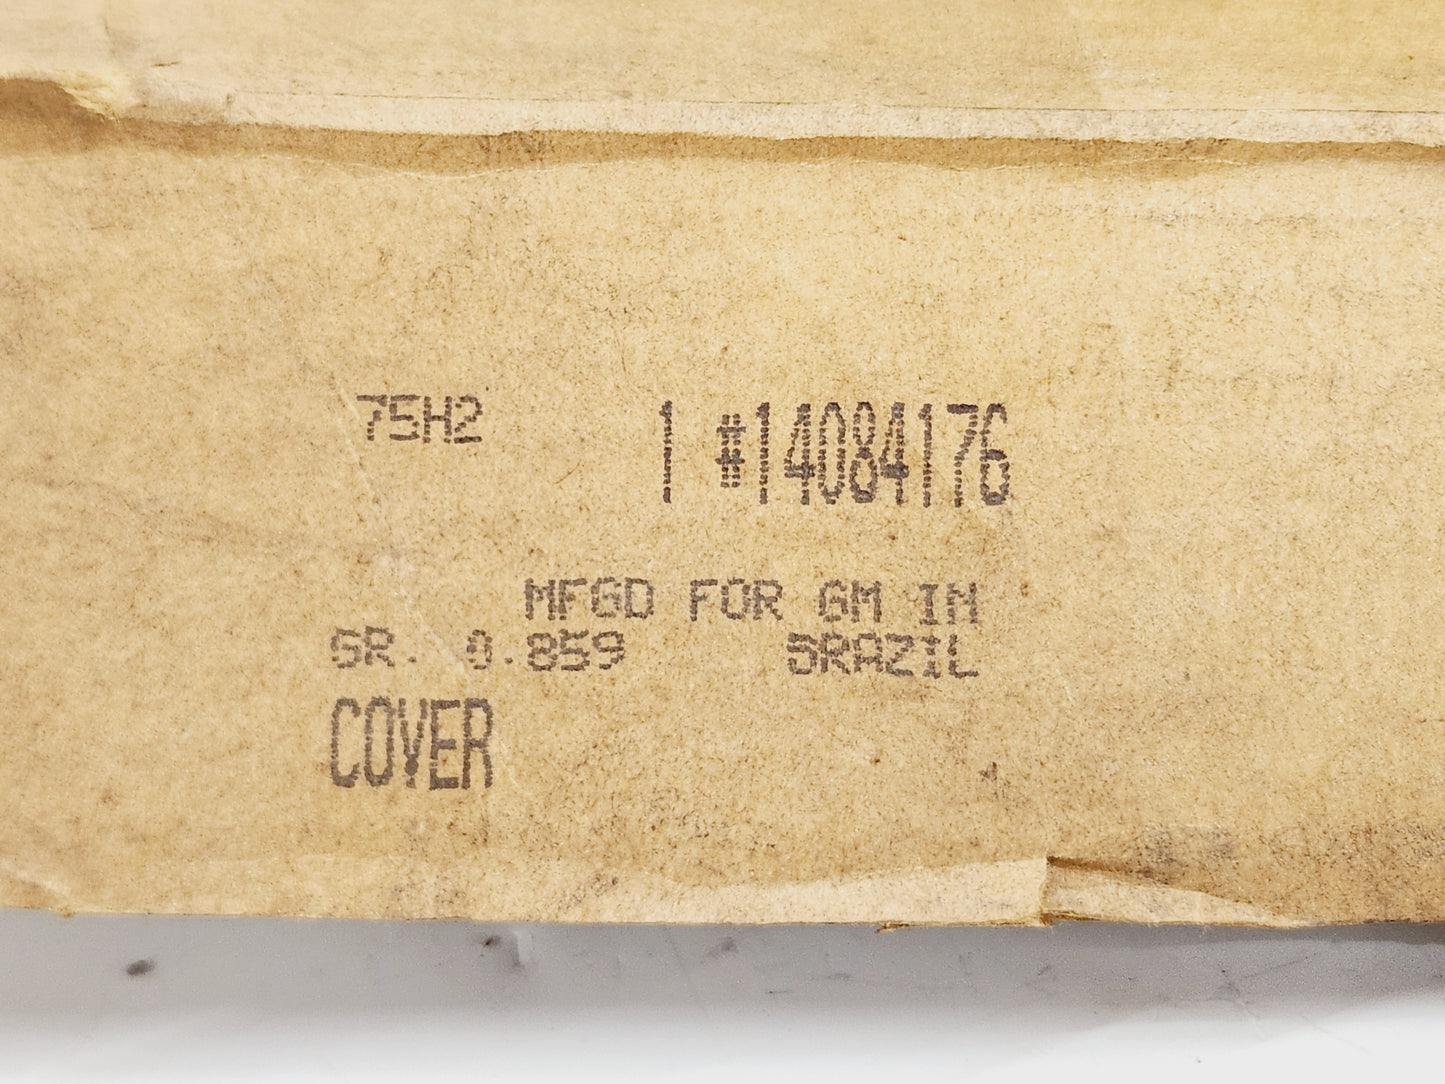 75H2 1 #14084176
MFGD FOR GM IN
GR. 0.859 BRAZIL
COVER